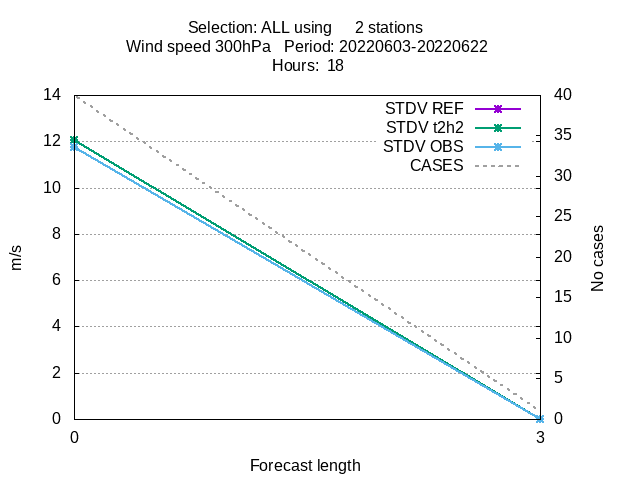 Selection: ALL using     2 stations
Wind speed 300hPa   Period: 20220603-20220622
Hours:  18
STDV REF
STDV t2h2
STDV OBS
CASES
14
12
10
8
6
4
2
0
m/s
40
35
30
25
20
15
10
5
0
No cases
0
3
Forecast length